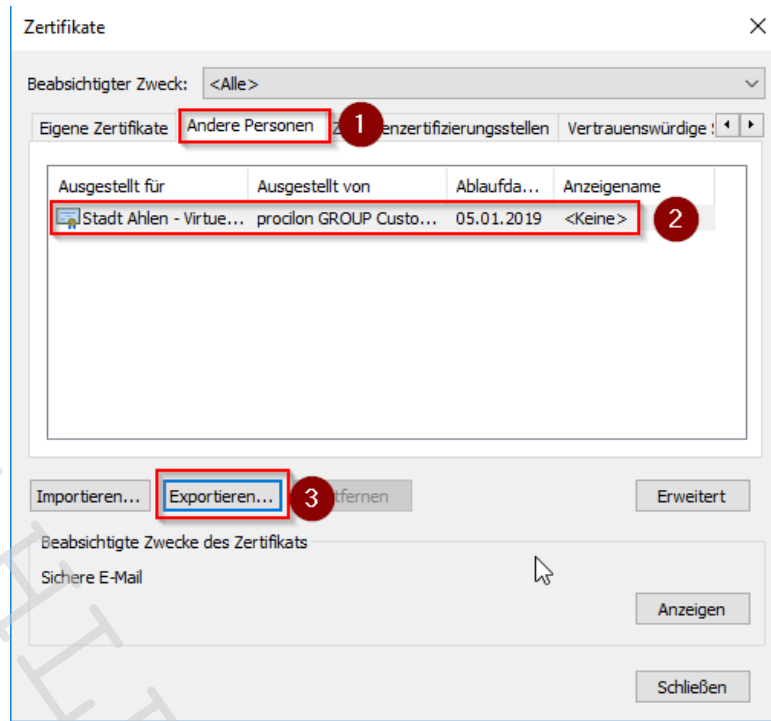 Zertifikate
Beabsichtigter Zweck: <Alle>
Eigene Zertifikate Andere Personen 1 enzertifizierungsstellen Vertrauenswürdige
Ausgestellt für Ausgestellt von Ablaufda... Anzeigename
Stadt Ahlen - Virtue... procilon GROUP Custo... 05.01.2019 <Keine> 2
Importieren... Exportieren... 3 tfernen Erweitert
Beabsichtigte Zwecke des Zertifikats
Sichere E-Mail
Anzeigen
Schließen